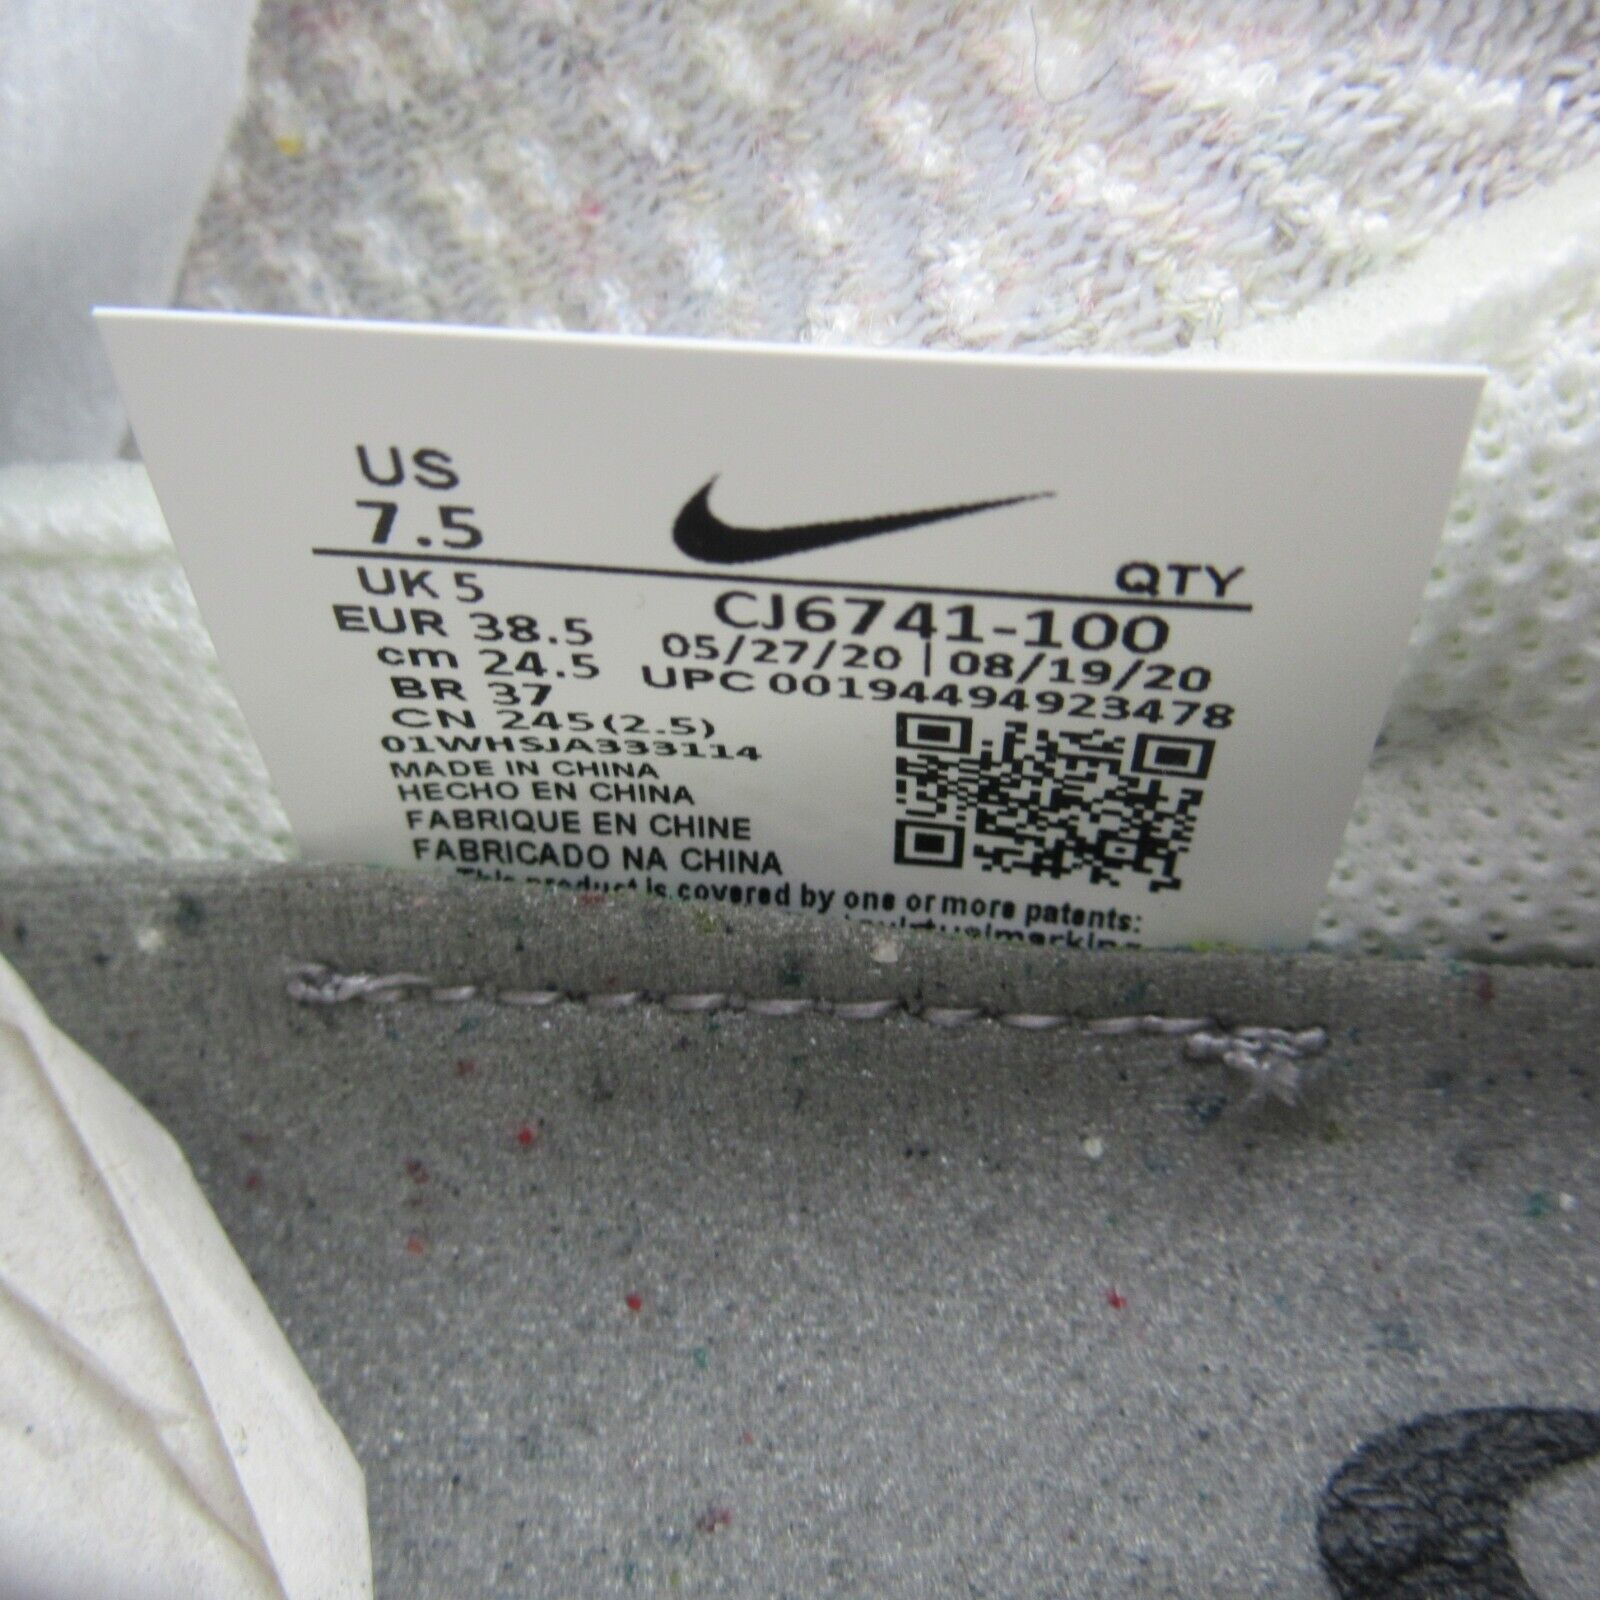 US
7.5
QTY
UK 5
CJ6741-100
EUR 38.5
05/27/20 | 08/19/20
cm 24.5
UPC 00194494923478
BR 37
CN 245(2.5)
01WHSJA333114
MADE IN CHINA
HECHO EN CHINA
FABRIQUE EN CHINE
FABRICADO NA CHINA
This product is covered by one or more patents: